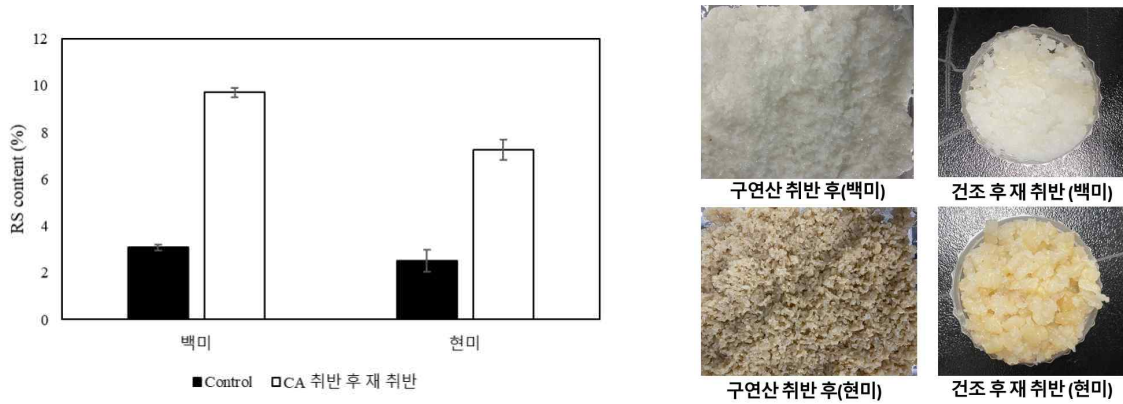 12
10
8
6
4
2
0
RS content (%)
백미
현미
Control
CA 취반 후 재 취반
구연산 취반 후(백미)
건조 후 재 취반 (백미)
구연산 취반 후(현미)
건조 후 재 취반 (현미)